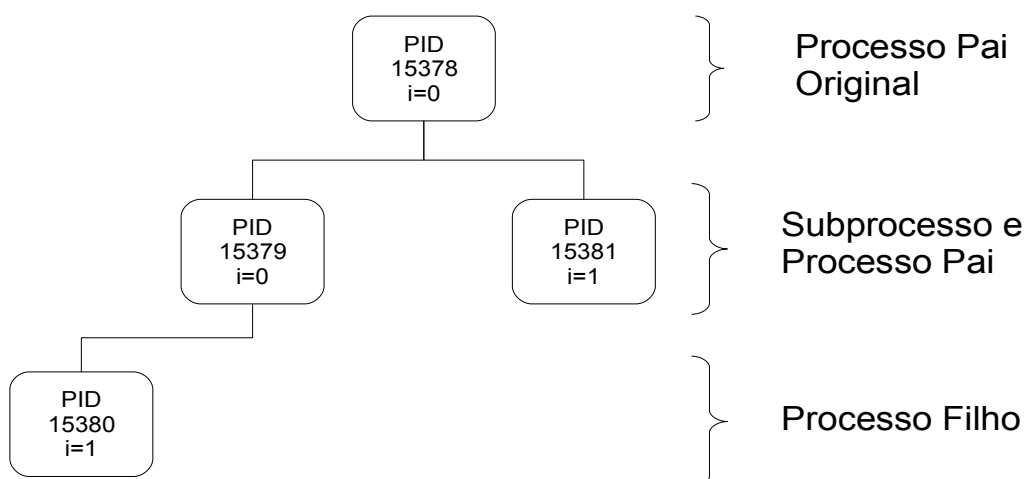 PID
15378
i=0
Processo Pai
Original
PID
15379
i=0
PID
15381
i=1
Subprocesso e
Processo Pai
PID
15380
i=1
Processo Filho